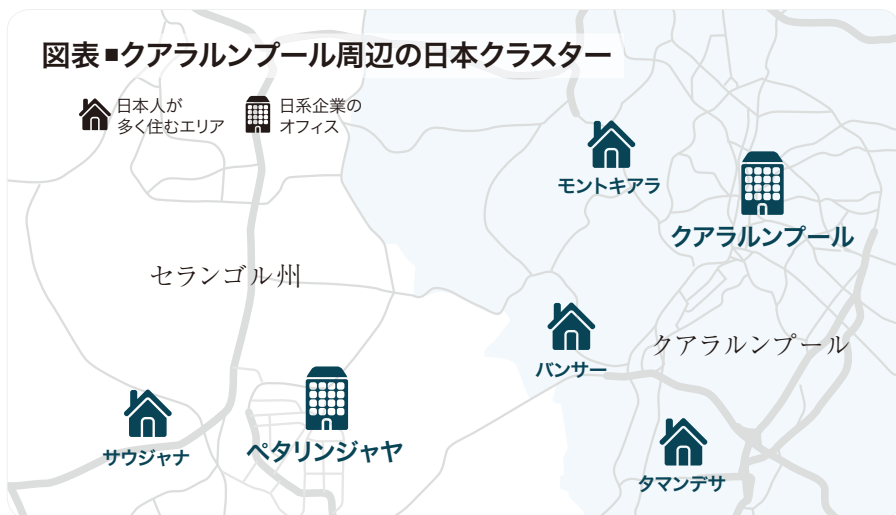 図表■クアラルンプール周辺の日本クラスター
日本人が
多く住むエリア
日系企業の
オフィス
モントキアラ
クアラルンプール
セランゴル州
バンサー
クアラルンプール
サウジャナ
ペタリンジャヤ
タマンデサ